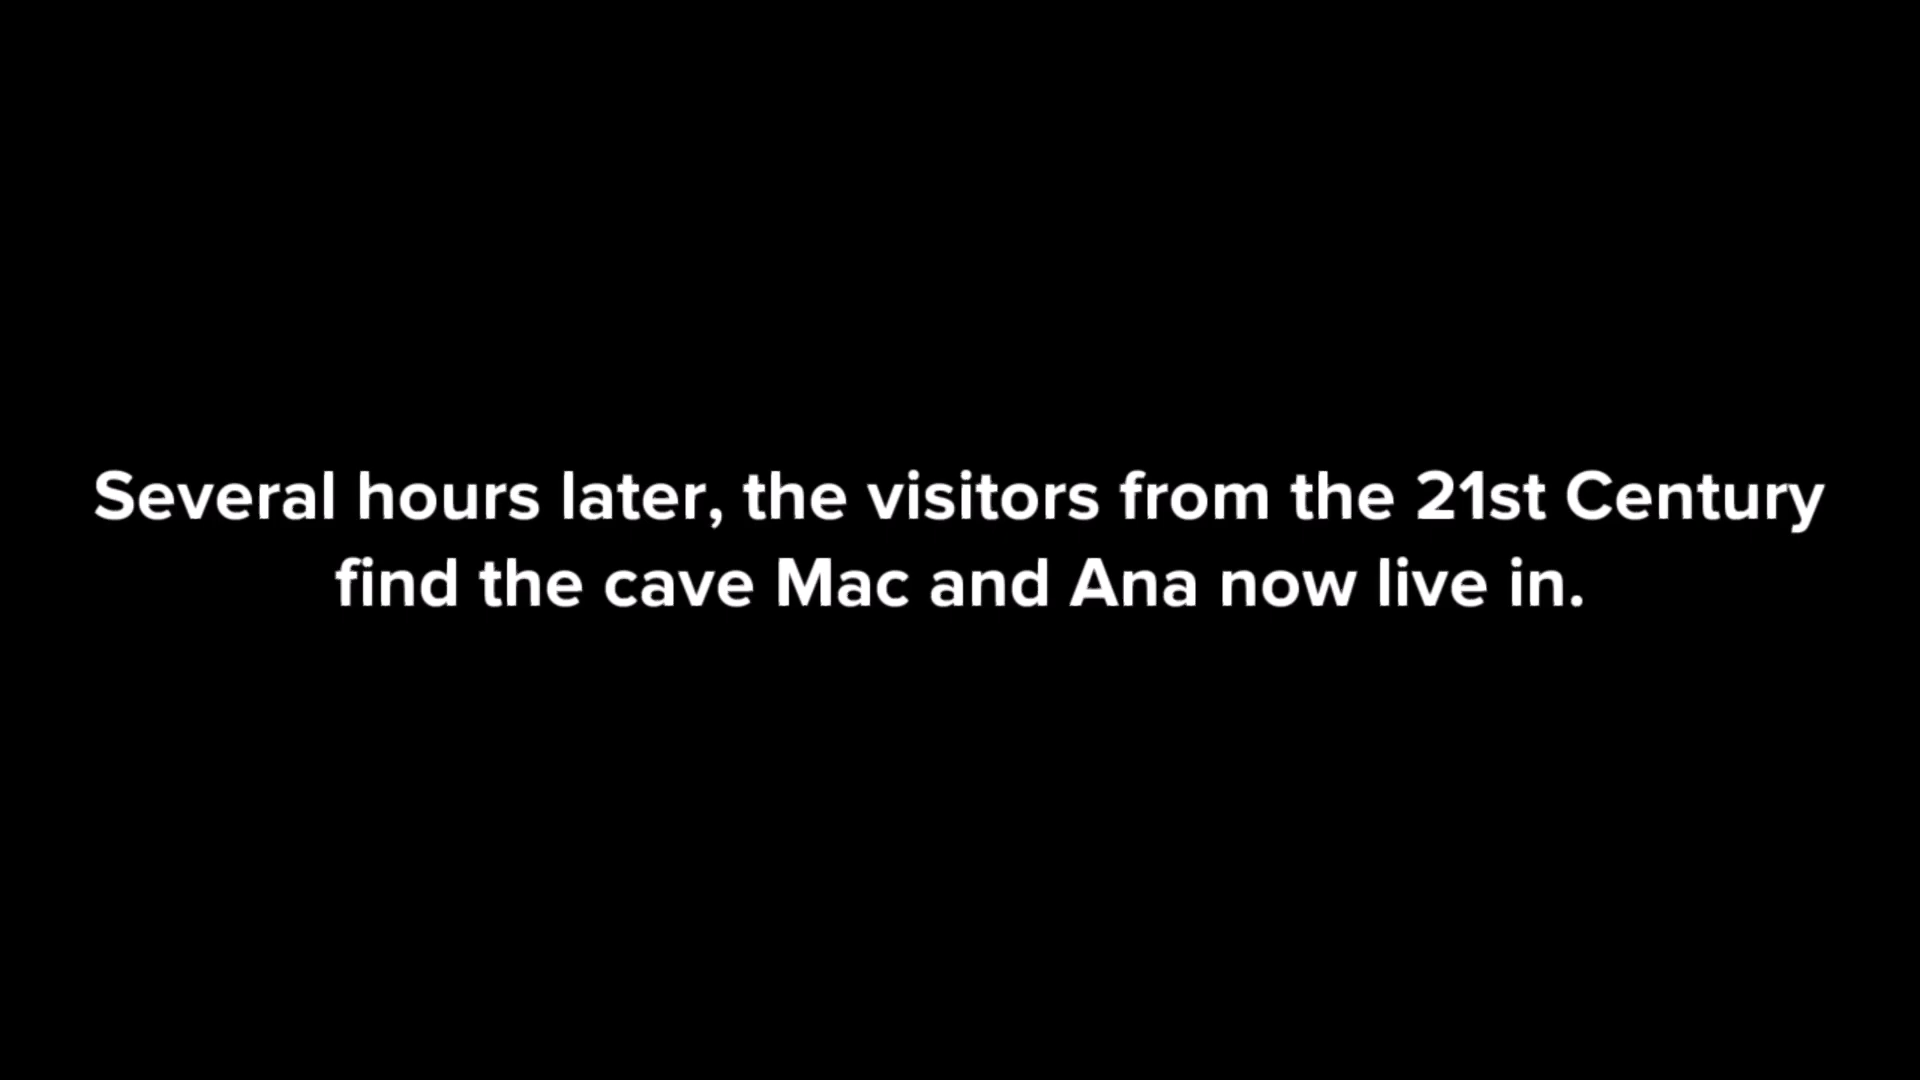 Several hours later, the visitors from the 21st Century
find the cave Mac and Ana now live in.